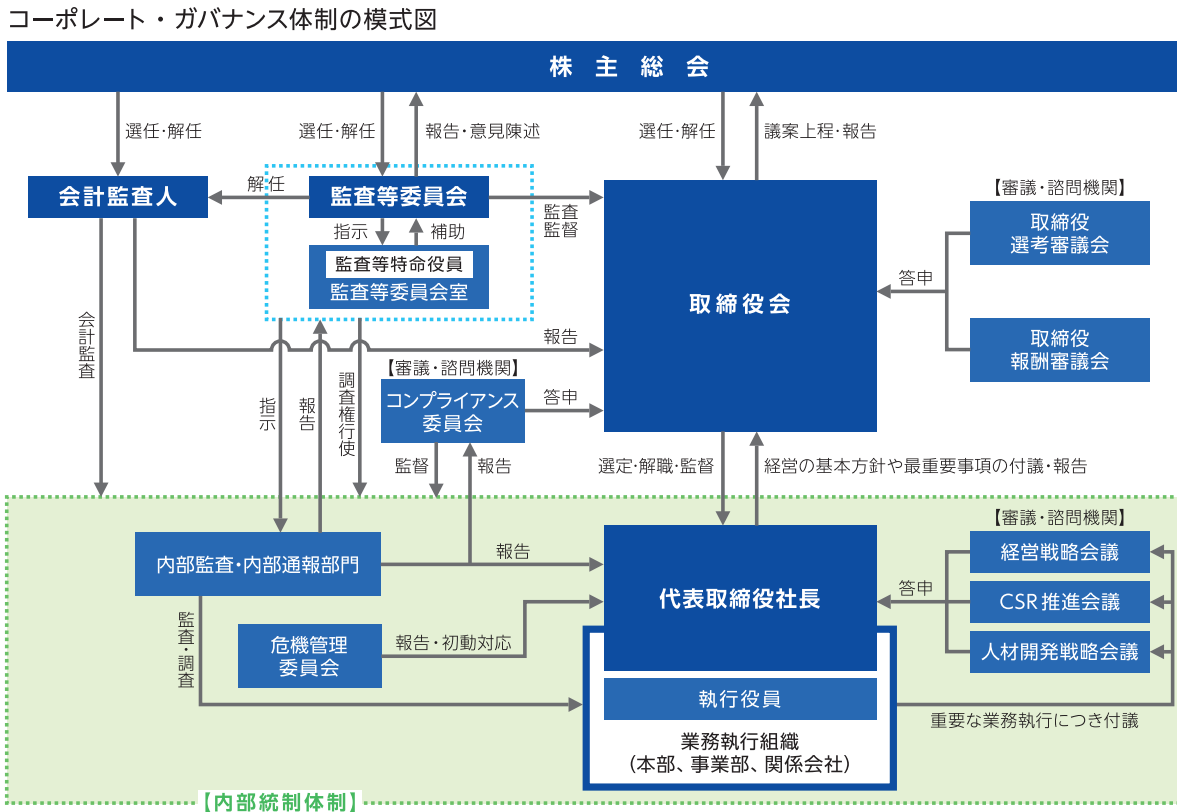 コーポレート・ガバナンス体制の模式図
株主総会
選任・解任
選任・解任
報告・意見陳述
選任・解任
議案上程・報告
会計監査人
解任
監査等委員会
監査
監督
指示
補助
監査等特命役員
監査等委員会室
取締役会
【審議・諮問機関】
取締役
選考審議会
答申
取締役
報酬審議会
会計監査
報告
指示
報告
調査権行使
【審議・諮問機関】
コンプライアンス
委員会
答申
監督
報告
選定・解職・監督
経営の基本方針や最重要事項の付議・報告
内部監査・内部通報部門
報告
代表取締役社長
【審議・諮問機関】
経営戦略会議
答申
CSR推進会議
人材開発戦略会議
監査・調査
危機管理
委員会
報告・初動対応
執行役員
重要な業務執行につき付議
業務執行組織
(本部、事業部、関係会社)
【内部統制体制】